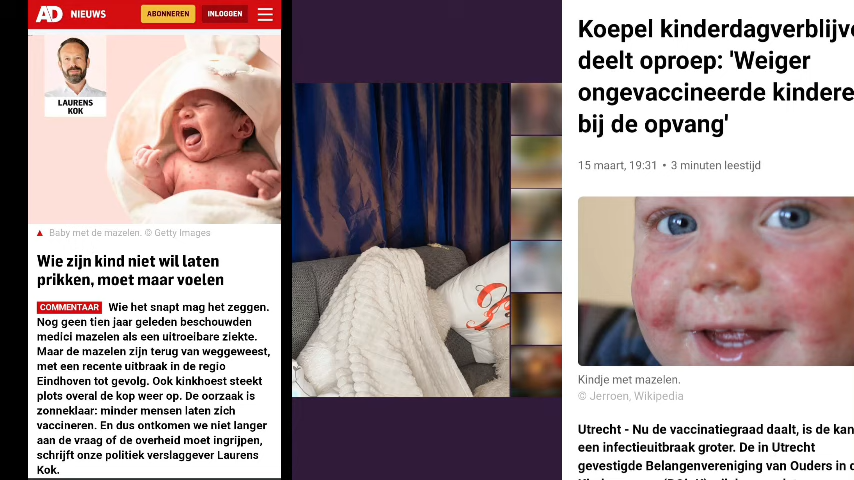 AD NIEUWS
ABONNEREN
INLOGGEN
LAURENS
KOK
Baby met de mazelen. © Getty Images
Wie zijn kind niet wil laten
prikken, moet maar voelen
COMMENTAAR Wie het snapt mag het zeggen.
Nog geen tien jaar geleden beschouwden
medici mazelen als een uitroeibare ziekte.
Maar de mazelen zijn terug van weggeweest,
met een recente uitbraak in de regio
Eindhoven tot gevolg. Ook kinkhoest steekt
plots overal de kop weer op. De oorzaak is
zonneklaar: minder mensen laten zich
vaccineren. En dus ontkomen we niet langer
aan de vraag of de overheid moet ingrijpen,
schrijft onze politiek verslaggever Laurens
Kok.
Koepel kinderdagverblijve
deelt oproep: 'Weiger
ongevaccineerde kindere
bij de opvang'
15 maart, 19:31 • 3 minuten leestijd
Kindje met mazelen.
© Jerroen, Wikipedia
Utrecht - Nu de vaccinatiegraad daalt, is de kan
een infectieuitbraak groter. De in Utrecht
gevestigde Belangenvereniging van Ouders in d